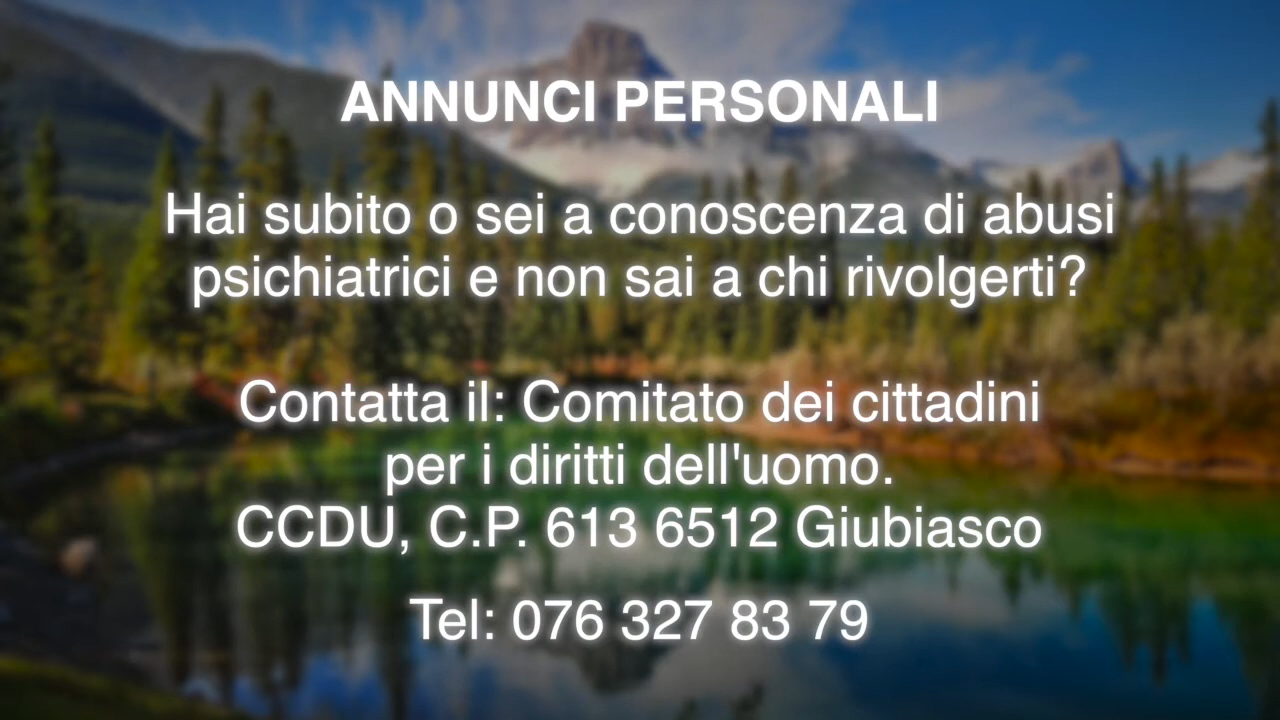 ANNUNCI PERSONALI
Hai subito o sei a conoscenza di abusi
psichiatrici e non sai a chi rivolgerti?
Contatta il: Comitato dei cittadini
per i diritti dell'uomo.
CCDU, C.P. 613 6512 Giubiasco
Tel: 076 327 83 79